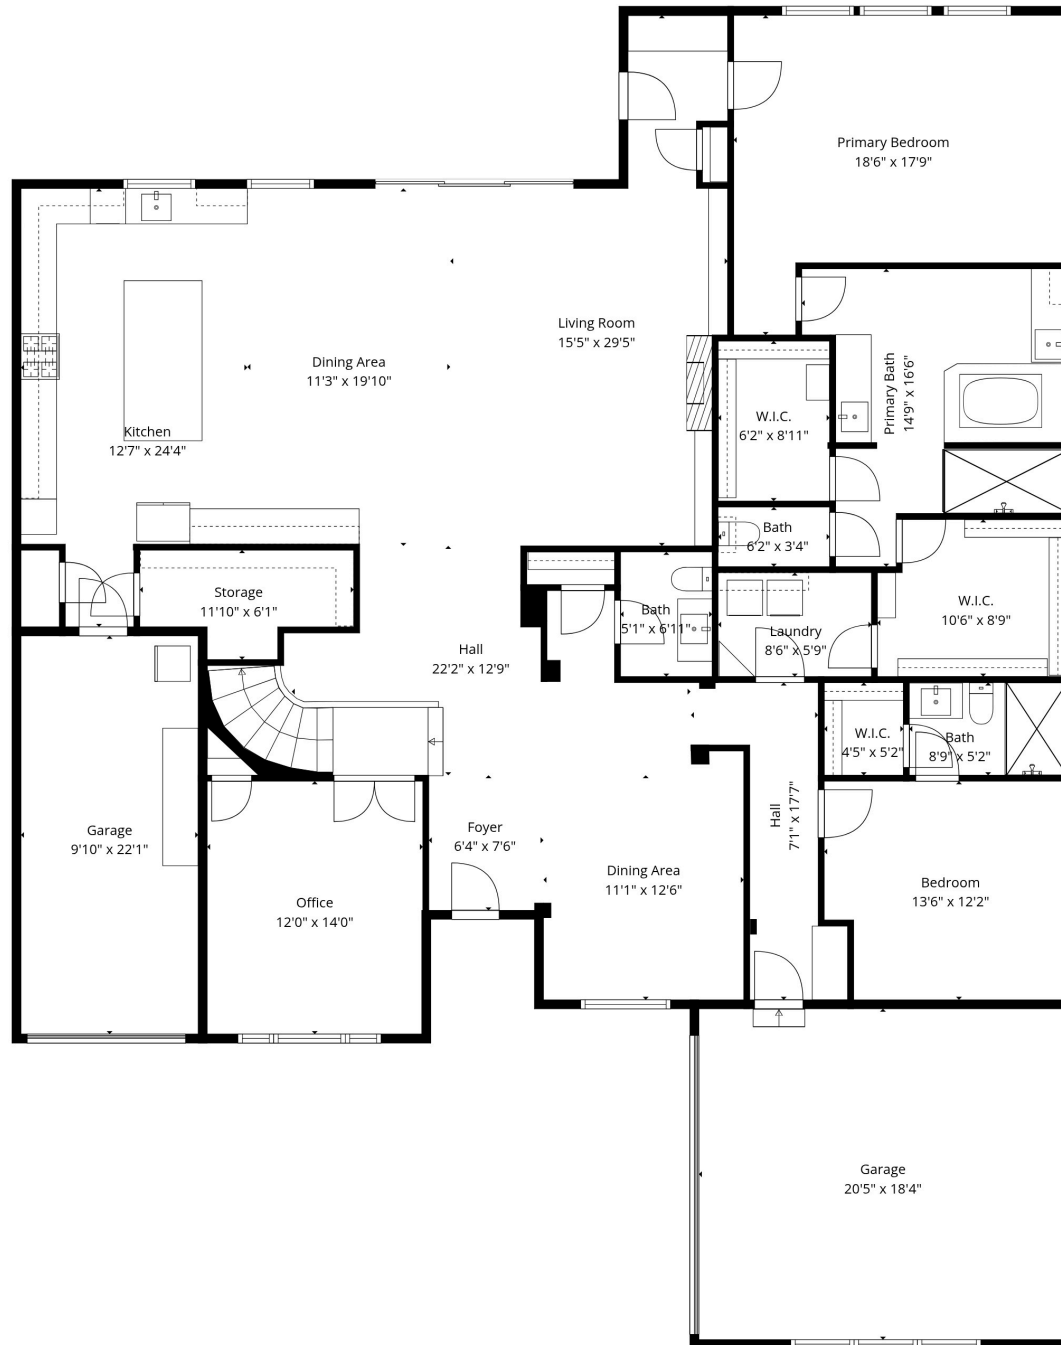 Primary Bedroom
18'6" x 17'9"
Living Room
15'5" x 29'5"
Dining Area
11'3" x 19'10"
Kitchen
12'7" x 24'4"
Primary Bath
14'9" x 16'6"
W.I.C.
6'2" x 8'11"
Bath
6'2" x 3'4"
Storage
11'10" x 6'1"
Bath
5'1" x 6'11"
Laundry
8'6" x 5'9"
W.I.C.
10'6" x 8'9"
Hall
22'2" x 12'9"
W.I.C.
4'5" x 5'2"
Bath
8'9" x 5'2"
Garage
9'10" x 22'1"
Foyer
6'4" x 7'6"
Hall
7'1" x 17'7"
Office
12'0" x 14'0"
Dining Area
11'1" x 12'6"
Bedroom
13'6" x 12'2"
Garage
20'5" x 18'4"